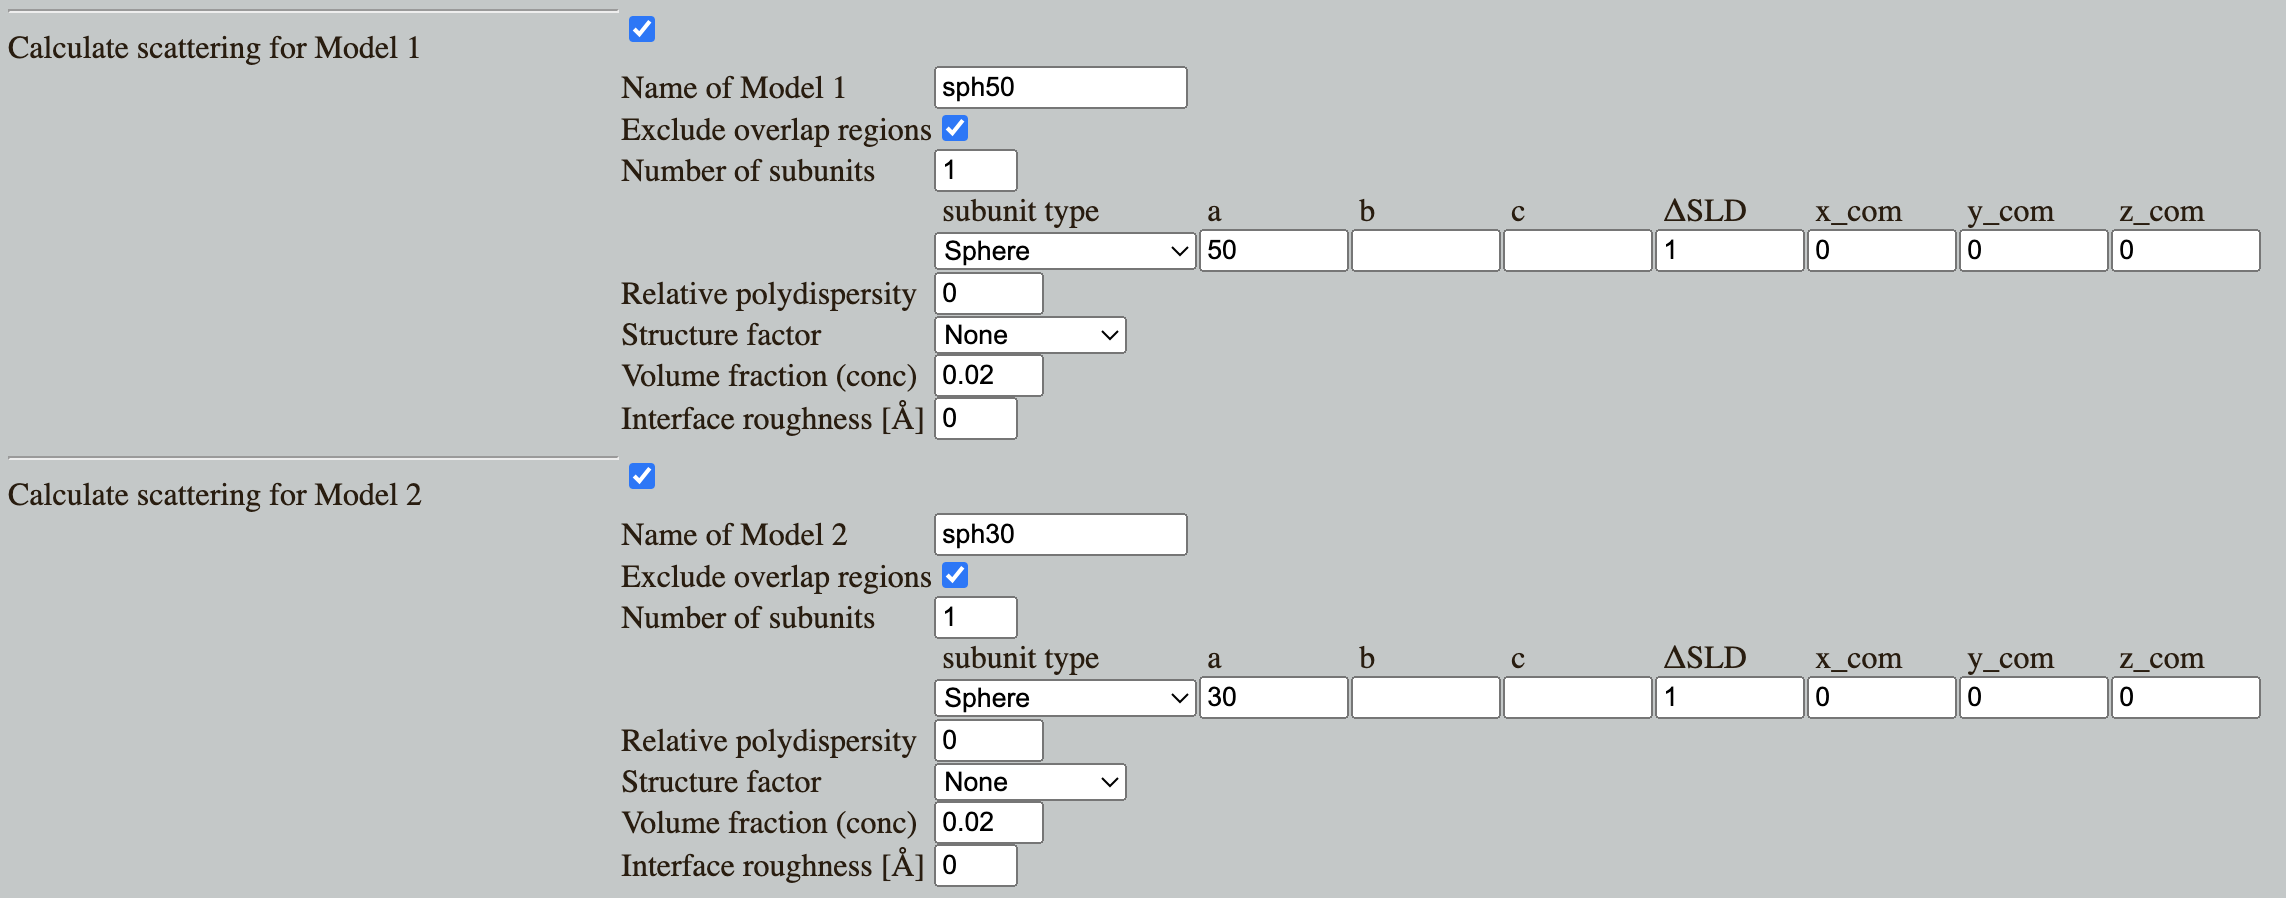 Calculate scattering for Model 1
Name of Model 1 sph50
Exclude overlap regions
Number of subunits 1
subunit type a b c ΔSLD x_com y_com z_com
Sphere 50 1 0 0 0
Relative polydispersity 0
Structure factor None
Volume fraction (conc) 0.02
Interface roughness [Å] 0
Calculate scattering for Model 2
Name of Model 2 sph30
Exclude overlap regions
Number of subunits 1
subunit type a b c ΔSLD x_com y_com z_com
Sphere 30 1 0 0 0
Relative polydispersity 0
Structure factor None
Volume fraction (conc) 0.02
Interface roughness [Å] 0